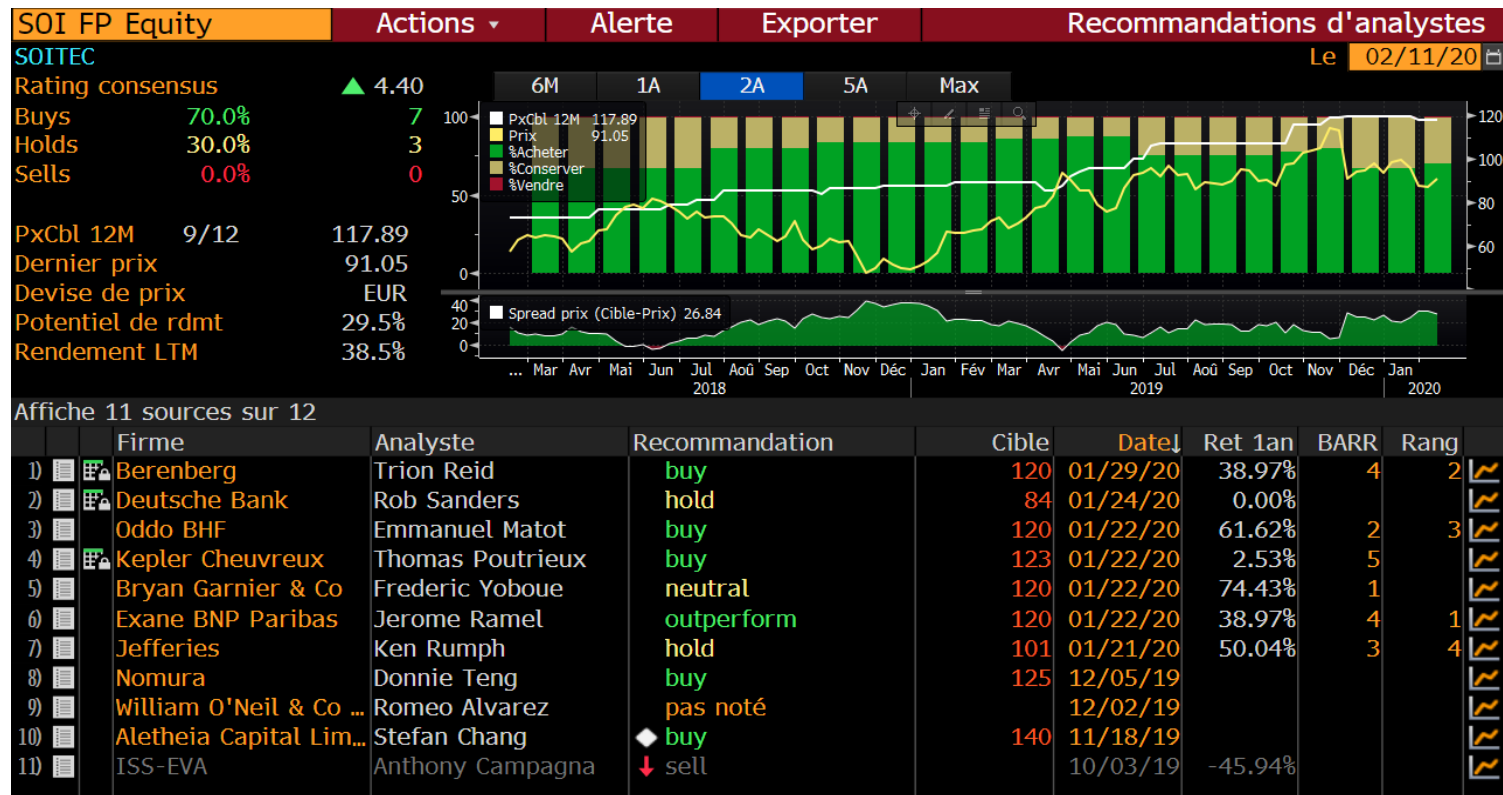 SOI FP Equity Actions Alerte Exporter Recommandations d'analystes
SOITEC Le 02/11/20
Rating consensus 4.40
Buys 70.0% 7
Holds 30.0% 3
Sells 0.0% 0
PxCbl 12M 9/12 117.89
Dernier prix 91.05
Devise de prix EUR
Potentiel de rdmt 29.5%
Rendement LTM 38.5%
6M 1A 2A 5A Max
PxCbl 12M 117.89
Prix 91.05
%Acheter
%Conserver
%Vendre
100
50
0
120
100
80
60
Spread prix (Cible-Prix) 26.84
40
20
0
... Mar Avr Mai Jun Jul Aoû Sep Oct Nov Déc Jan Fév Mar Avr Mai Jun Jul Aoû Sep Oct Nov Déc Jan
2018 2019 2020
Affiche 11 sources sur 12
Firme Analyste Recommandation Cible Date↓ Ret 1an BARR Rang
1) Berenberg Trion Reid buy 120 01/29/20 38.97% 4 2
2) Deutsche Bank Rob Sanders hold 84 01/24/20 0.00%
3) Oddo BHF Emmanuel Matot buy 120 01/22/20 61.62% 2 3
4) Kepler Cheuvreux Thomas Poutrieux buy 123 01/22/20 2.53% 5
5) Bryan Garnier & Co Frederic Yoboue neutral 120 01/22/20 74.43% 1
6) Exane BNP Paribas Jerome Ramel outperform 120 01/22/20 38.97% 4 1
7) Jefferies Ken Rumph hold 101 01/21/20 50.04% 3 4
8) Nomura Donnie Teng buy 125 12/05/19
9) William O'Neil & Co ... Romeo Alvarez pas noté 12/02/19
10) Aletheia Capital Lim... Stefan Chang buy 140 11/18/19
11) ISS-EVA Anthony Campagna sell 10/03/19 -45.94%